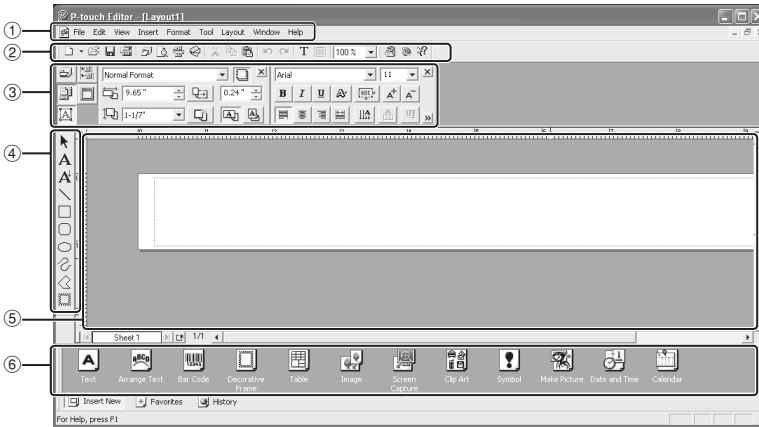 P-touch Editor - [Layout1]
① File Edit View Insert Format Tool Layout Window Help
② 100 %
③ Normal Format Arial 11
9.65 " 0.24 " B I U A ABC A A
1-1/7"
④
A
A
⑤
Sheet 1 1/1
⑥ Text Arrange Text Bar Code Decorative Frame Table Image Screen Capture Clip Art Symbol Make Picture Date and Time Calendar
Insert New Favorites History
For Help, press F1